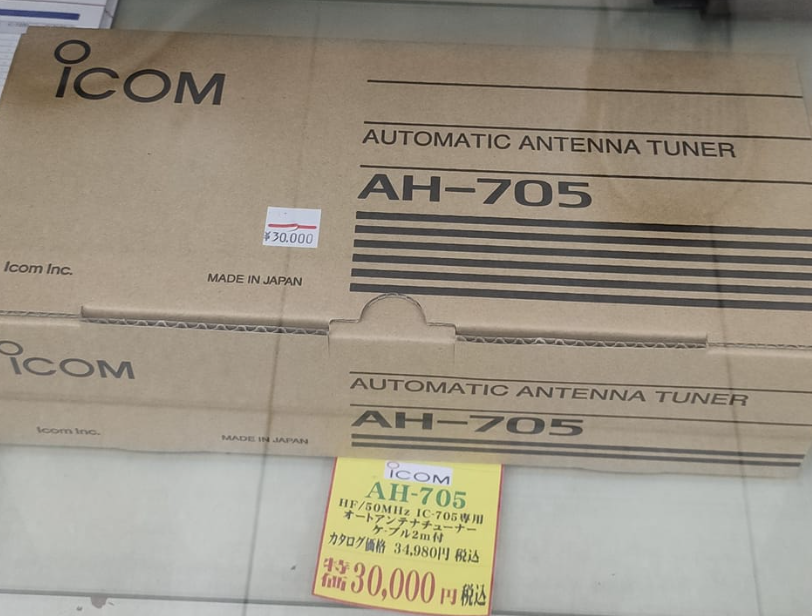 ICOM
AUTOMATIC ANTENNA TUNER
AH-705
¥30.000
Icom Inc.
MADE IN JAPAN
ICOM
AUTOMATIC ANTENNA TUNER
AH-705
Icom Inc.
MADE IN JAPAN
ICOM
AH-705
HF/50MHz IC-705専用
オートアンテナチューナー
ケーブル2m付
カタログ価格 34,980円 税込
特価30,000円税込